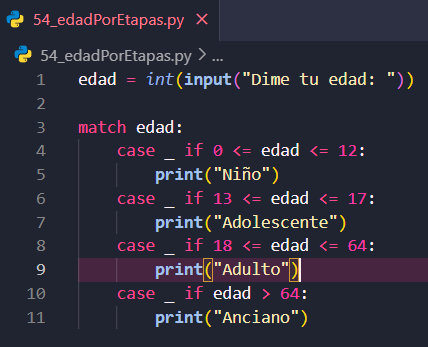 54_edadPorEtapas.py ×
54_edadPorEtapas.py > ...
1 edad = int(input("Dime tu edad: "))
2
3 match edad:
4     case _ if 0 <= edad <= 12:
5         print("Niño")
6     case _ if 13 <= edad <= 17:
7         print("Adolescente")
8     case _ if 18 <= edad <= 64:
9         print("Adulto")
10     case _ if edad > 64:
11         print("Anciano")